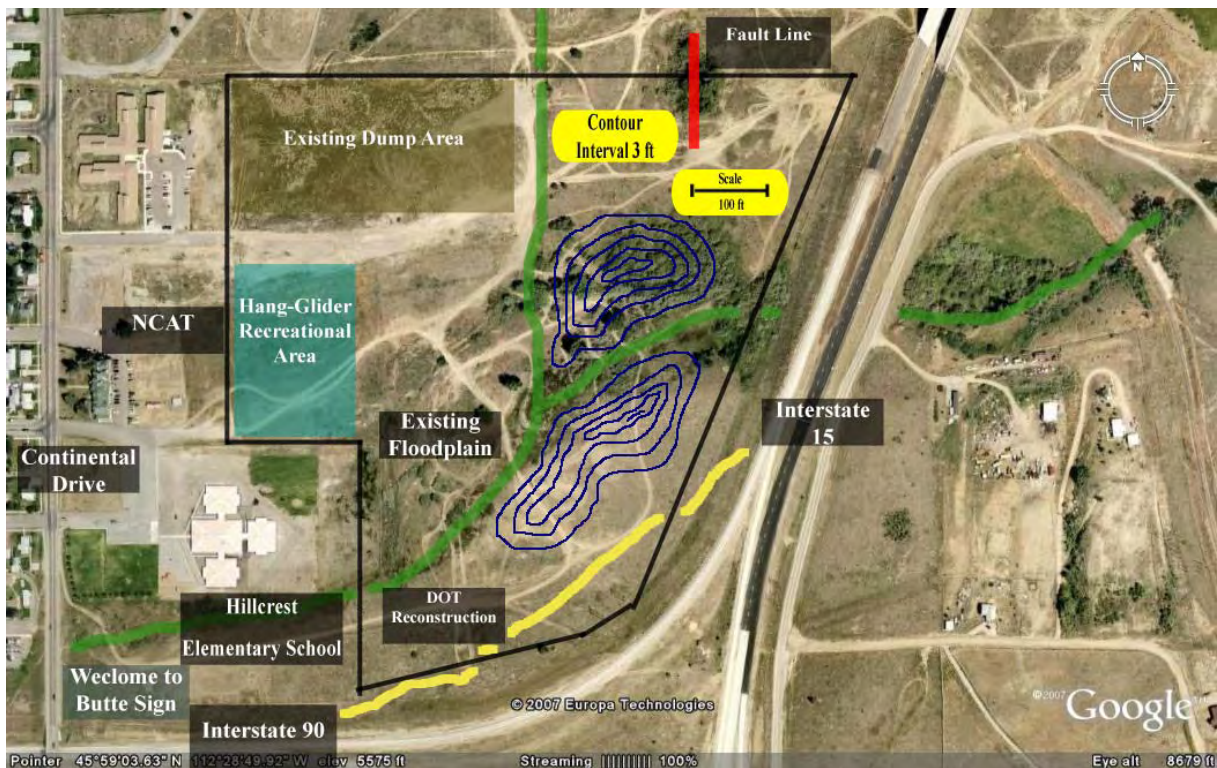 Fault Line
N
Existing Dump Area
Contour
Interval 3 ft
Scale
100 ft
Hang-Glider
Recreational
Area
NCAT
Existing
Floodplain
Interstate
15
Continental
Drive
DOT
Reconstruction
Hillcrest
Elementary School
Weclome to
Butte Sign
Interstate 90
© 2007 Europa Technologies
© 2007 Google
Pointer 45°59'03.63" N 112°28'49.92" W elev 5575 ft Streaming ||||||||| 100% Eye alt 8679 ft